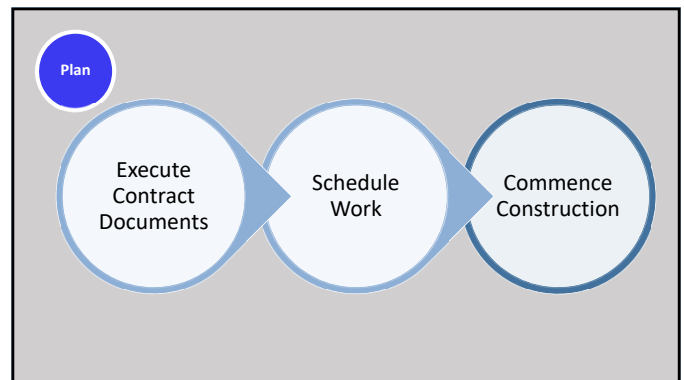 Plan
Execute
Contract
Documents
Schedule
Work
Commence
Construction